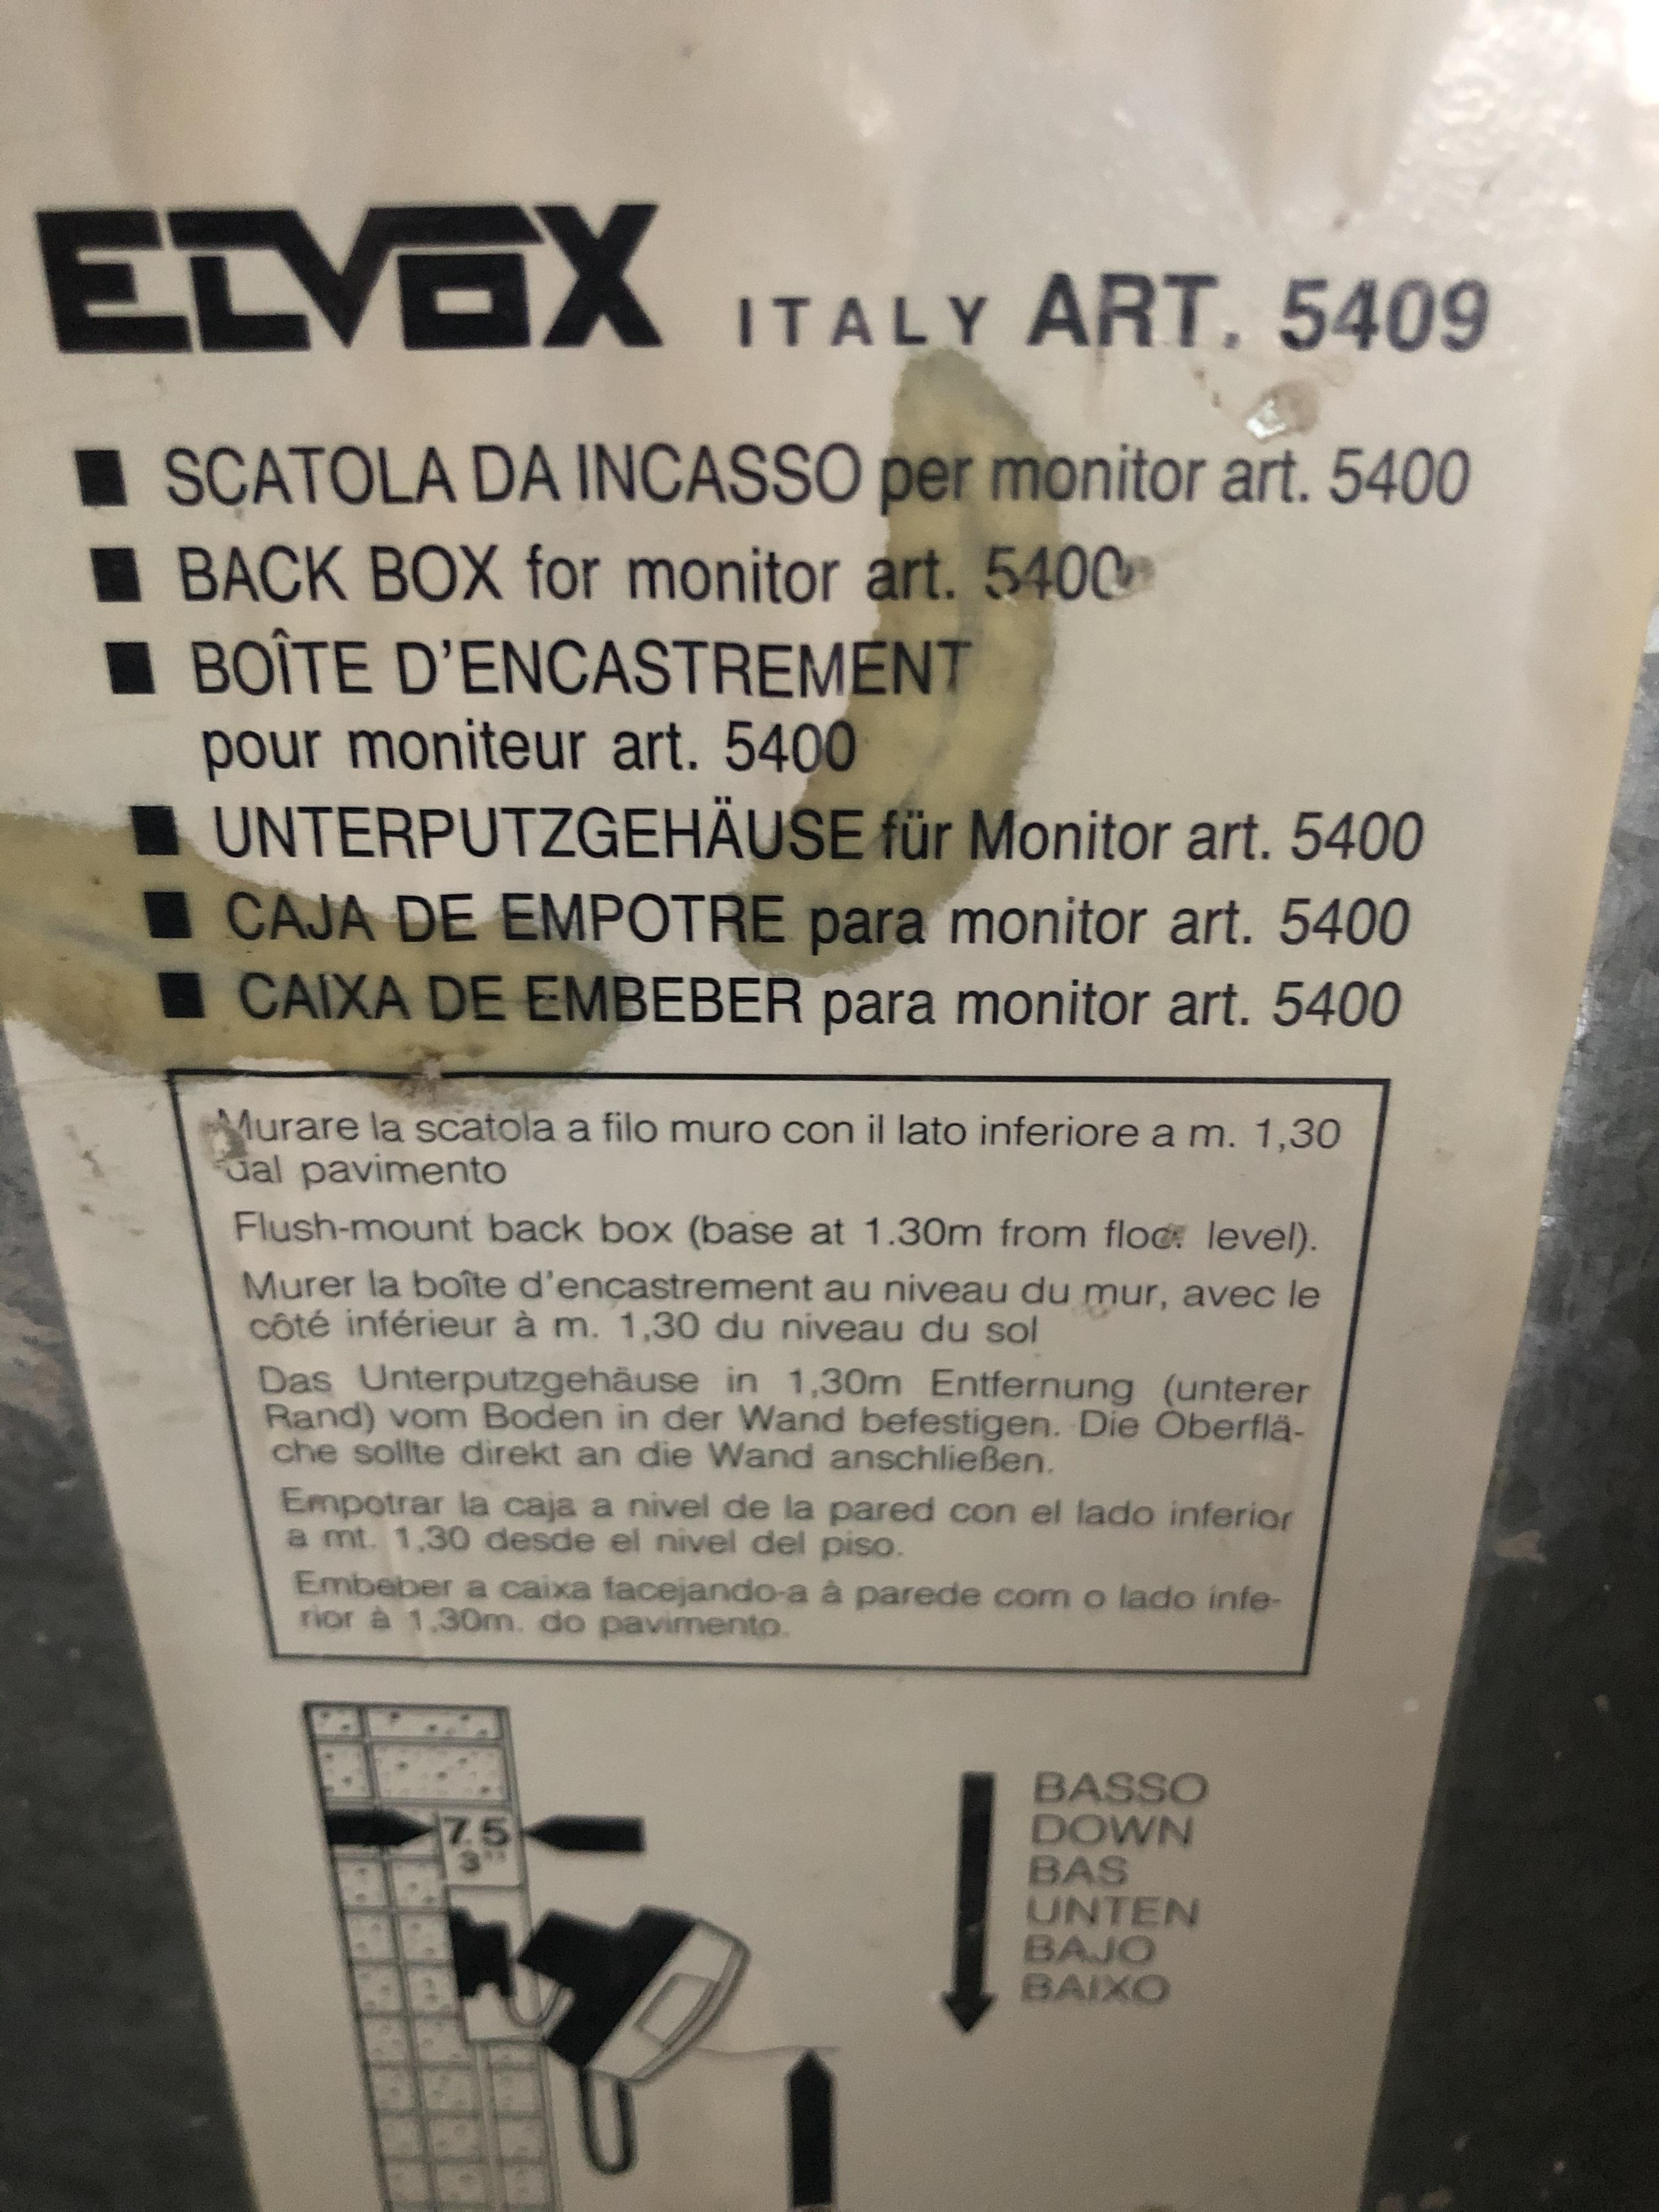 ELVOX ITALY ART. 5409
■ SCATOLA DA INCASSO per monitor art. 5400
■ BACK BOX for monitor art. 5400
■ BOÎTE D'ENCASTREMENT
pour moniteur art. 5400
■ UNTERPUTZGEHÄUSE für Monitor art. 5400
■ CAJA DE EMPOTRE para monitor art. 5400
■ CAIXA DE EMBEBER para monitor art. 5400
Murare la scatola a filo muro con il lato inferiore a m. 1,30
dal pavimento
Flush-mount back box (base at 1.30m from floor level).
Murer la boîte d'encastrement au niveau du mur, avec le
côté inférieur à m. 1,30 du niveau du sol
Das Unterputzgehäuse in 1,30m Entfernung (unterer
Rand) vom Boden in der Wand befestigen. Die Oberflä-
che sollte direkt an die Wand anschließen.
Empotrar la caja a nivel de la pared con el lado inferior
a mt. 1,30 desde el nivel del piso.
Embeber a caixa facejando-a à parede com o lado infe-
rior à 1,30m. do pavimento.
7.5
3"
BASSO
DOWN
BAS
UNTEN
BAJO
BAIXO